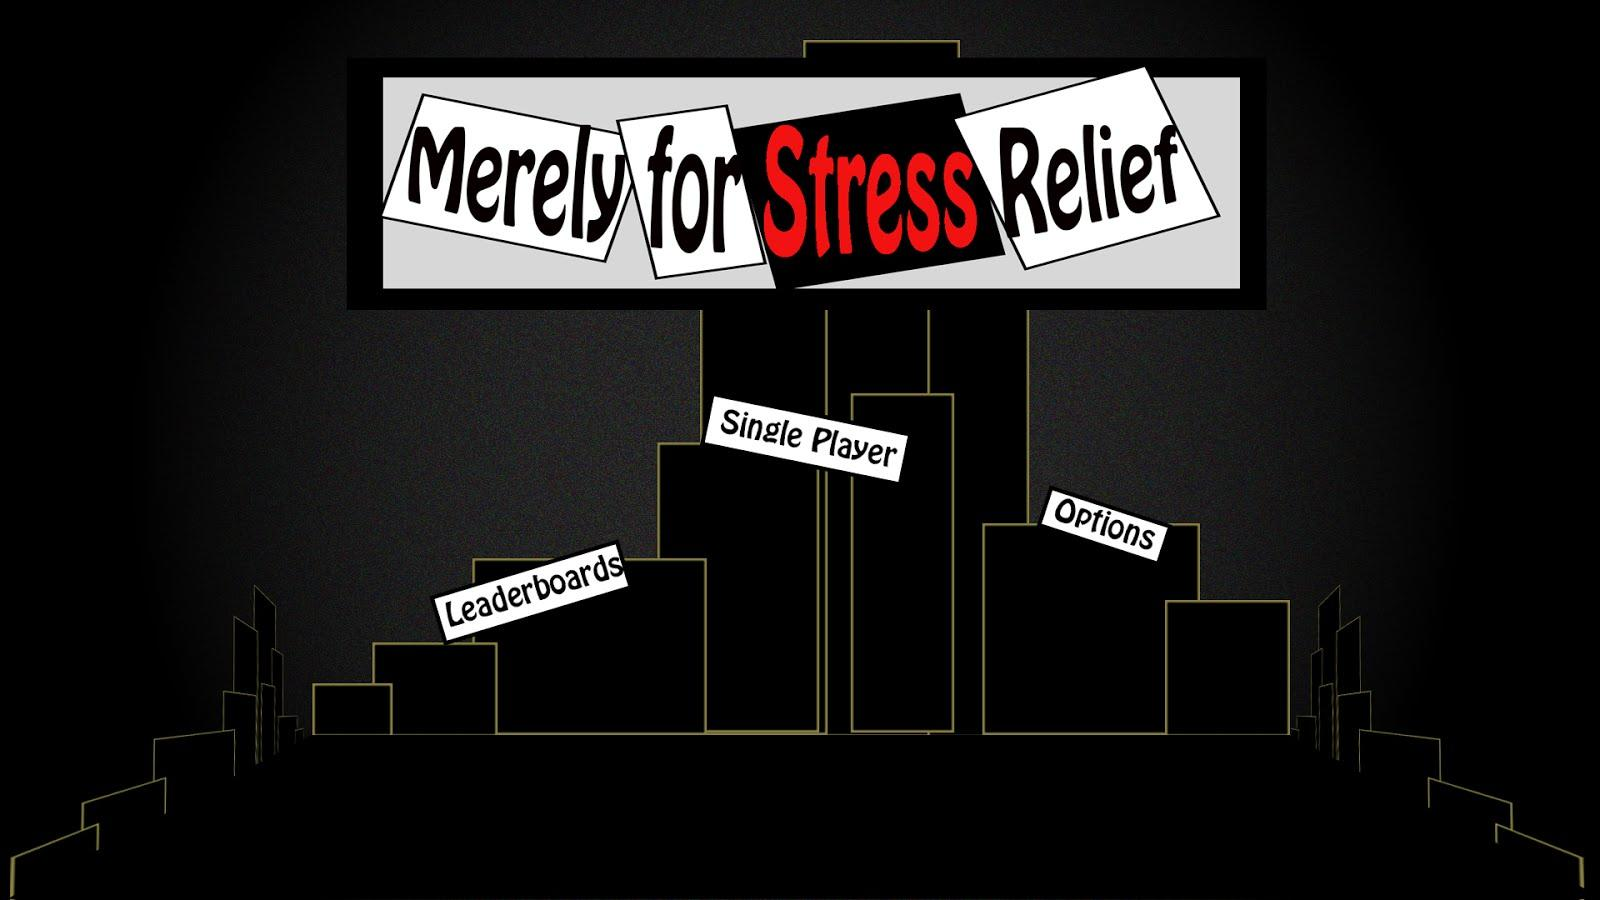 Merely for Stress Relief
Single Player
Options
Leaderboards